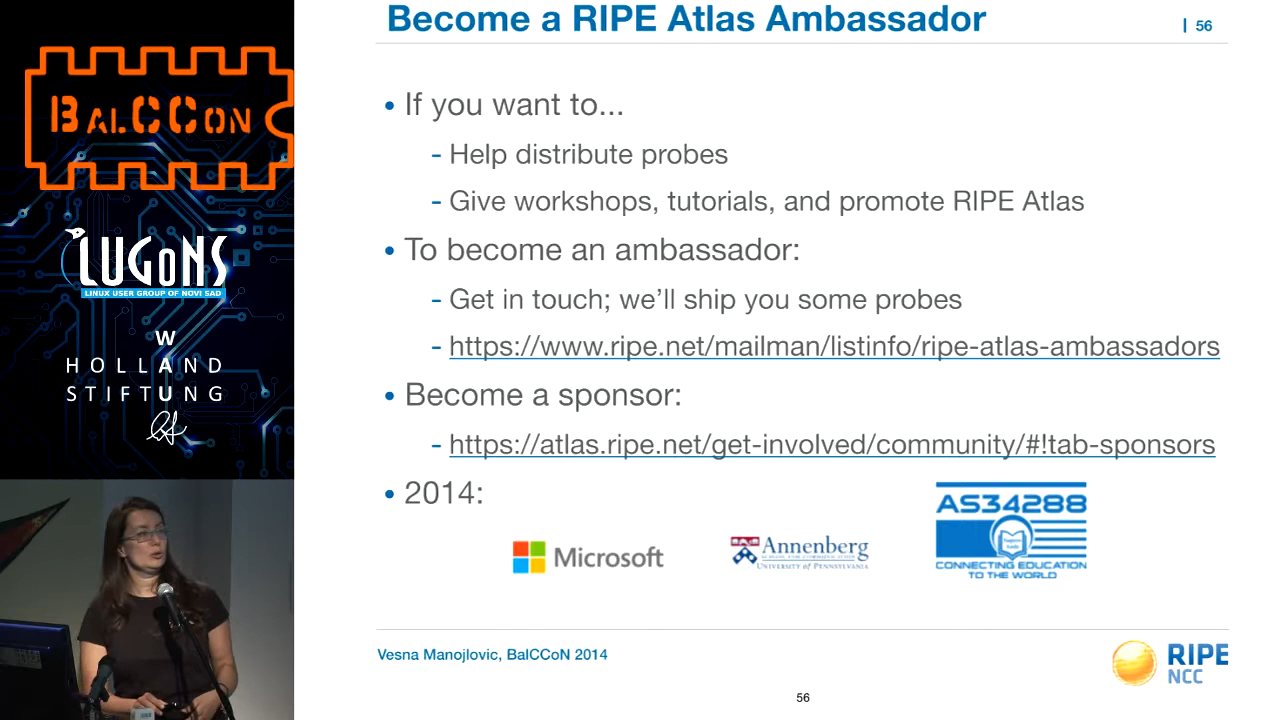 Become a RIPE Atlas Ambassador
| 56
BALCCON
LUGONS
LINUX USER GROUP OF NOVI SAD
W
HOLLAND
STIFTUNG
• If you want to...
- Help distribute probes
- Give workshops, tutorials, and promote RIPE Atlas
• To become an ambassador:
- Get in touch; we'll ship you some probes
- https://www.ripe.net/mailman/listinfo/ripe-atlas-ambassadors
• Become a sponsor:
- https://atlas.ripe.net/get-involved/community/#!tab-sponsors
• 2014:
Microsoft
Annenberg
UNIVERSITY OF PENNSYLVANIA
AS34288
CONNECTING EDUCATION
TO THE WORLD
Vesna Manojlovic, BalCCoN 2014
RIPE
NCC
56